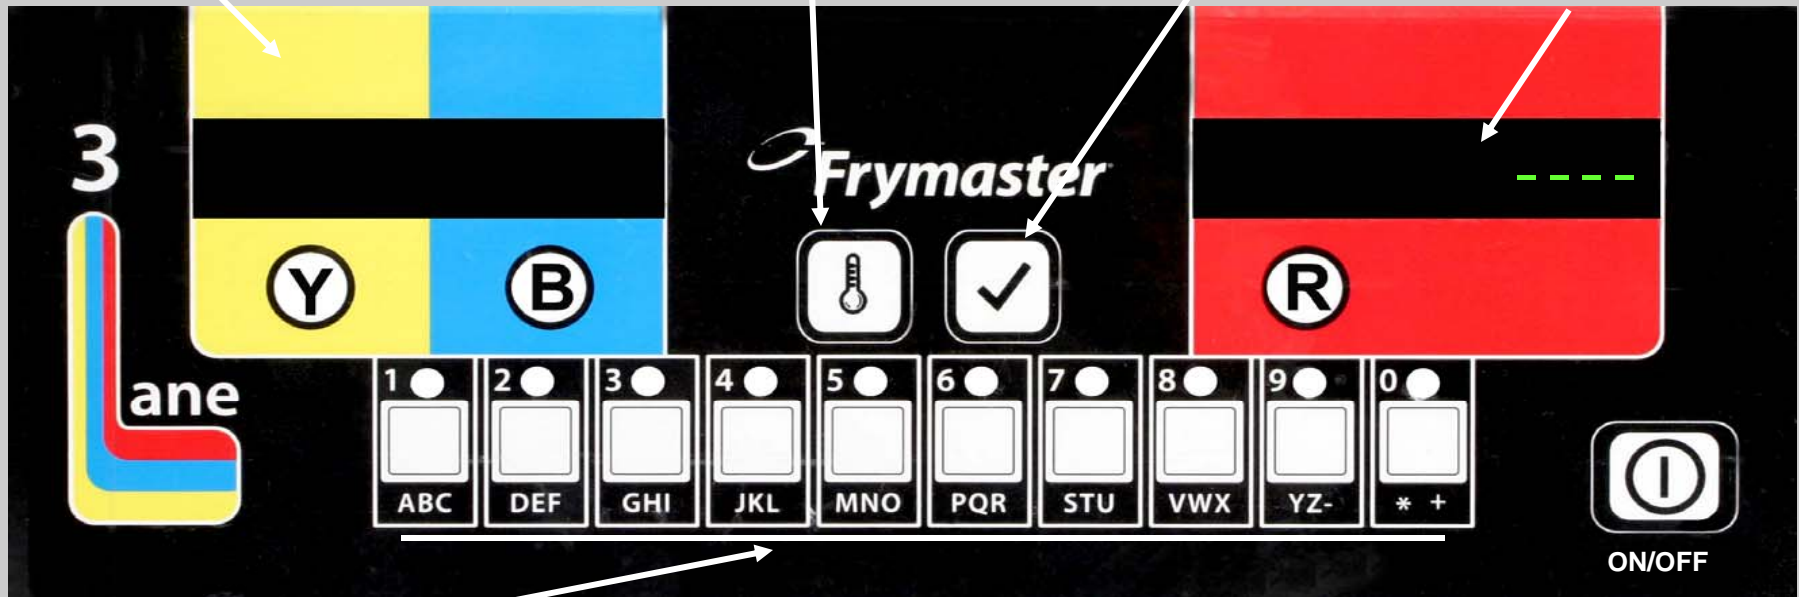 3
ane
Frymaster
Y
B
R
- - - -
1 2 3 4 5 6 7 8 9 0
ABC DEF GHI JKL MNO PQR STU VWX YZ- * +
ON/OFF